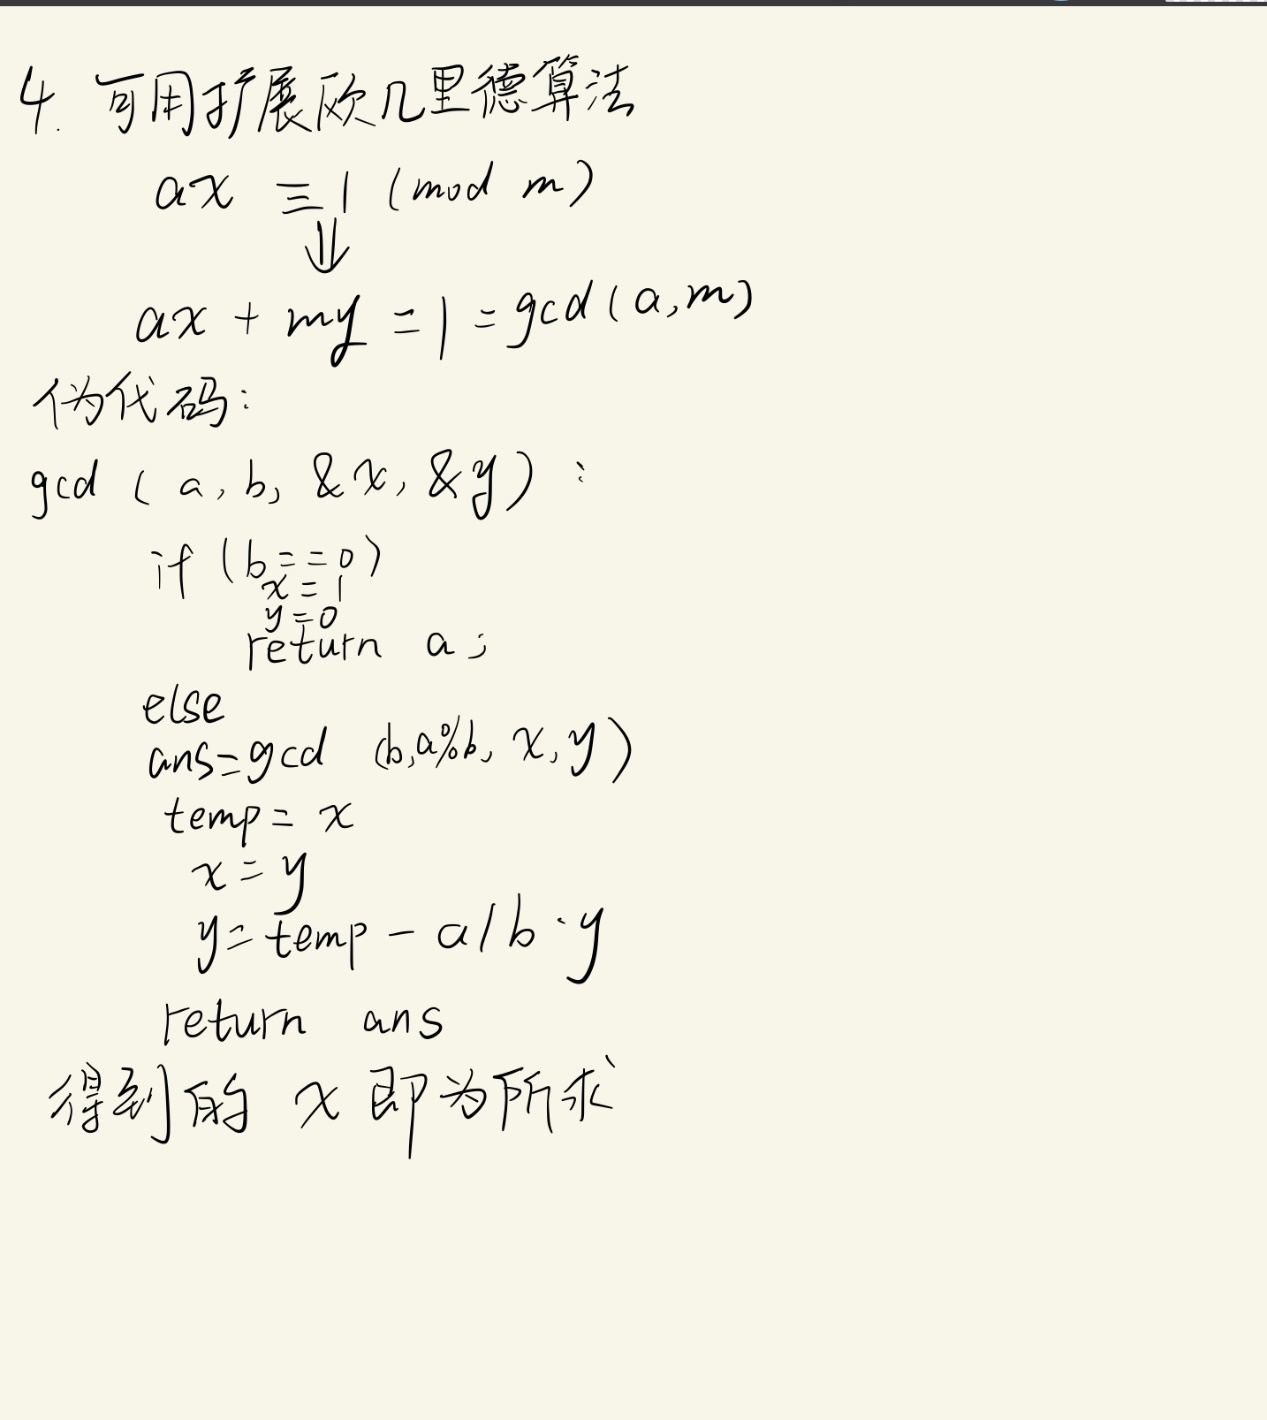 4. 可用扩展欧几里德算法
ax ≡ 1 (mod m)
⇓
ax + my = 1 = gcd(a,m)
伪代码:
gcd ( a, b, &x, &y ) :
if (b==0)
x=1
y=0
return a;
else
ans=gcd (b,a%b, x, y)
temp = x
x = y
y= temp - a/b·y
return ans
得到的 x 即为所求